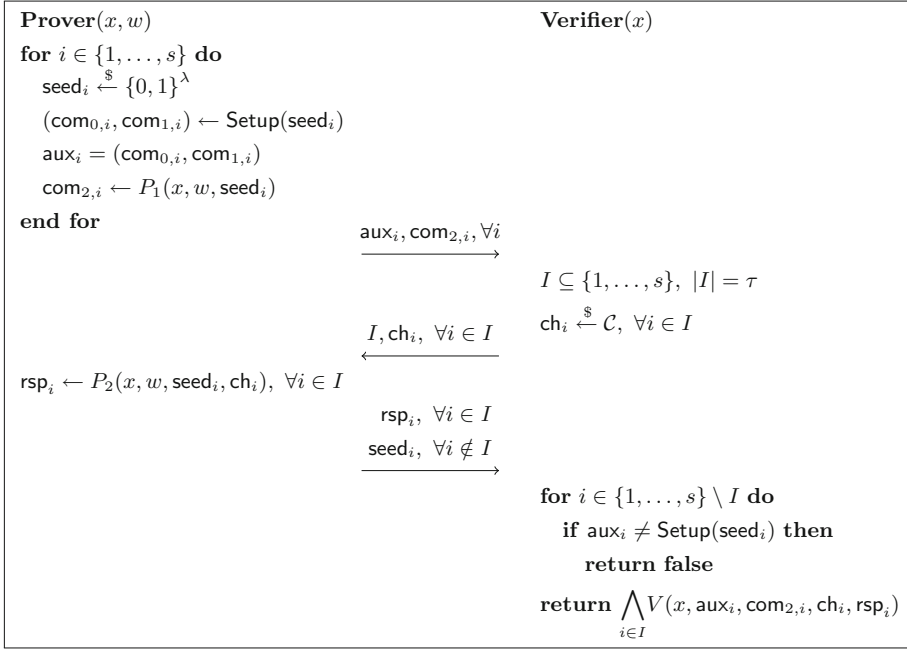 Prover(x, w)
Verifier(x)
for i ∈ {1, . . . , s} do
seed_i ←$ {0, 1}^λ
(com_{0,i}, com_{1,i}) ← Setup(seed_i)
aux_i = (com_{0,i}, com_{1,i})
com_{2,i} ← P_1(x, w, seed_i)
end for
aux_i, com_{2,i}, ∀i
I ⊆ {1, . . . , s}, |I| = τ
ch_i ←$ C, ∀i ∈ I
I, ch_i, ∀i ∈ I
rsp_i ← P_2(x, w, seed_i, ch_i), ∀i ∈ I
rsp_i, ∀i ∈ I
seed_i, ∀i ∉ I
for i ∈ {1, . . . , s} \ I do
if aux_i ≠ Setup(seed_i) then
return false
return ⋀_{i∈I} V(x, aux_i, com_{2,i}, ch_i, rsp_i)